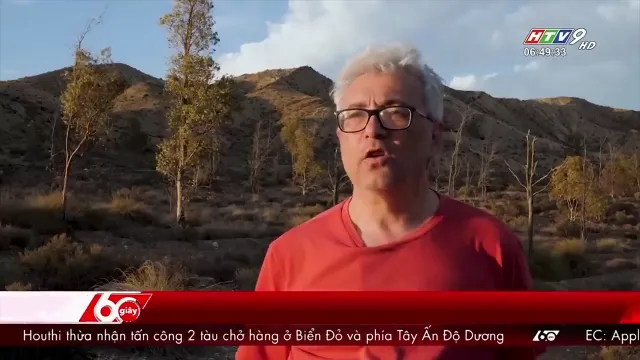 HTV9 HD
06:49:33
60 giây
Houthi thừa nhận tấn công 2 tàu chở hàng ở Biển Đỏ và phía Tây Ấn Độ Dương
60
EC: Appl